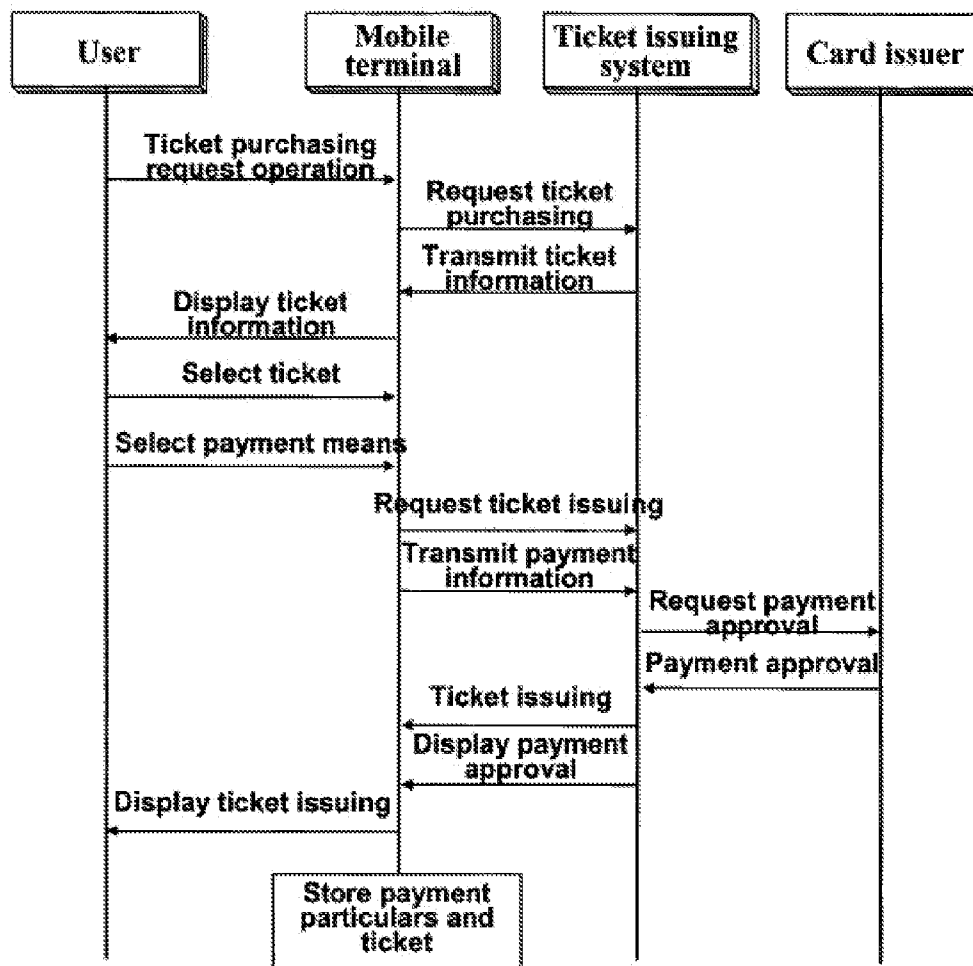 User
Mobile
terminal
Ticket issuing
system
Card issuer
Ticket purchasing
request operation
Request ticket
purchasing
Transmit ticket
information
Display ticket
information
Select ticket
Select payment means
Request ticket issuing
Transmit payment
information
Request payment
approval
Payment approval
Ticket issuing
Display payment
approval
Display ticket issuing
Store payment
particulars and
ticket